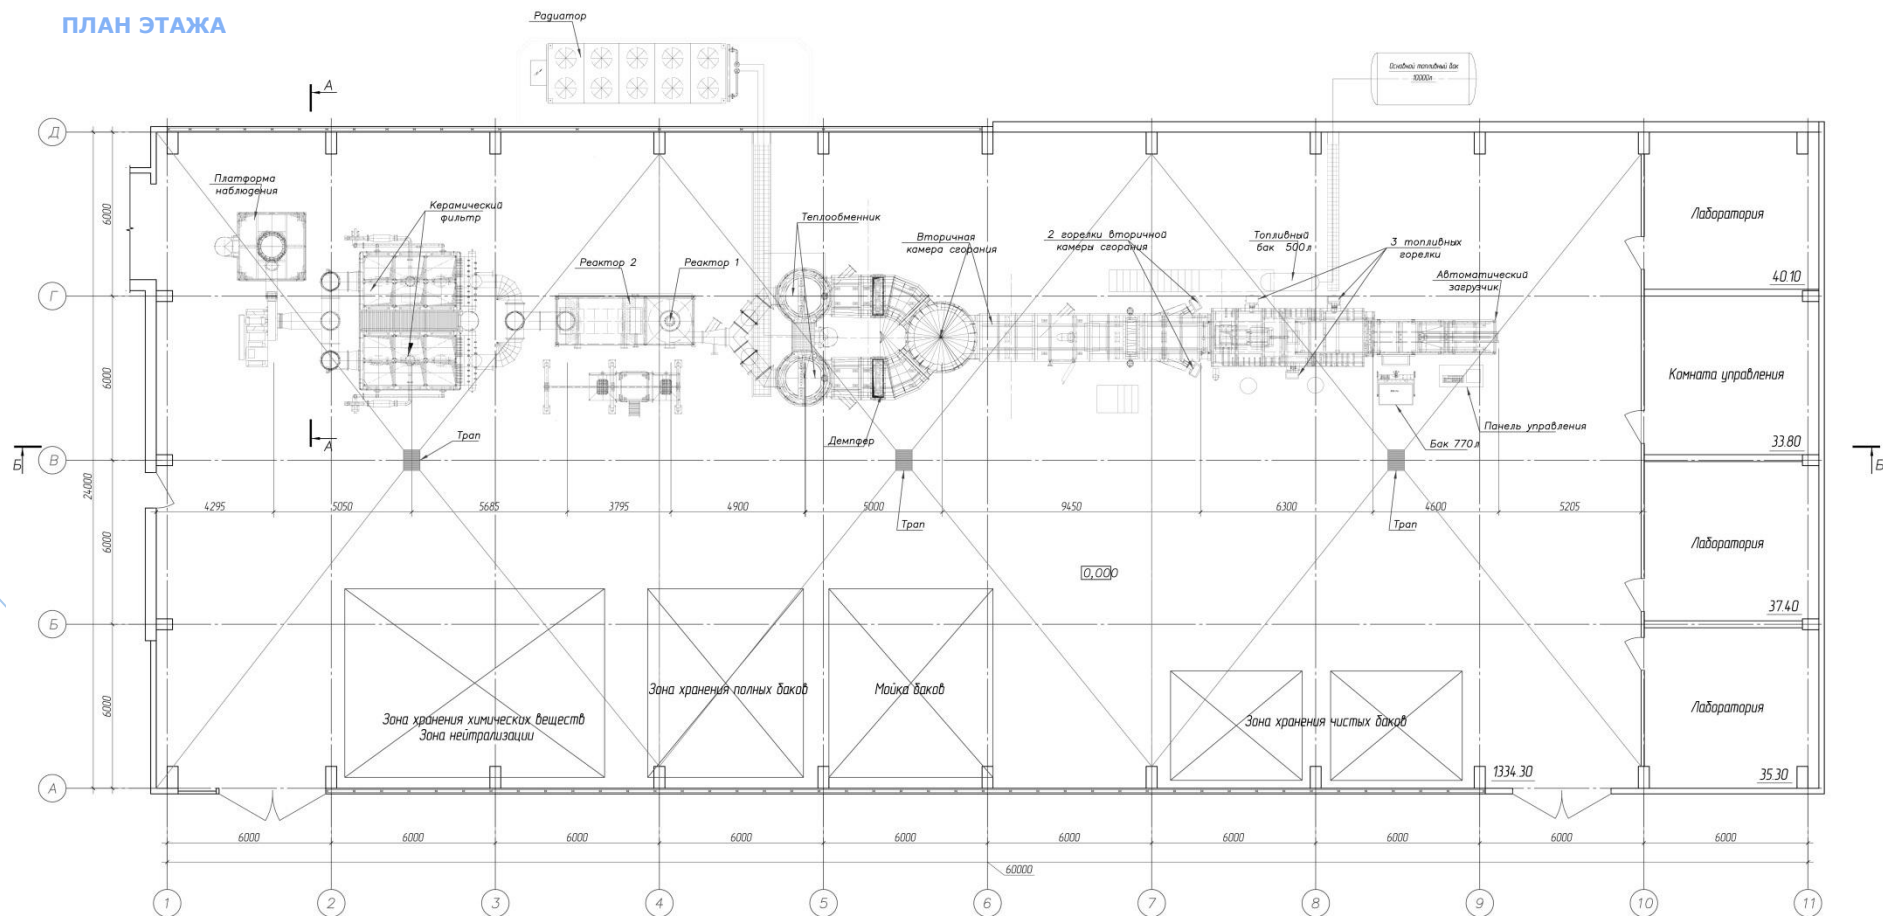 ПЛАН ЭТАЖА
Радиатор
Основной топливный бак
10000л
А
Д
Платформа
наблюдения
Керамический
фильтр
Реактор 2
Реактор 1
Теплообменник
Вторичная
камера сгорания
2 горелки вторичной
камеры сгорания
Топливный
бак 500л
3 топливных
горелки
Автоматический
загрузчик
Лаборатория
40.10
6000
Г
Комната управления
6000
33.80
А
Трап
Демпфер
Бак 770л
Панель управления
Б
В
Б
24000
4295
5050
5685
3795
4900
5000
9450
6300
4600
5205
Трап
Трап
6000
0,000
Лаборатория
37.40
Б
6000
Зона хранения химических веществ
Зона нейтрализации
Зона хранения полных баков
Мойка баков
Зона хранения чистых баков
Лаборатория
1334.30
35.30
А
6000
6000
6000
6000
6000
6000
6000
6000
6000
6000
60000
1
2
3
4
5
6
7
8
9
10
11